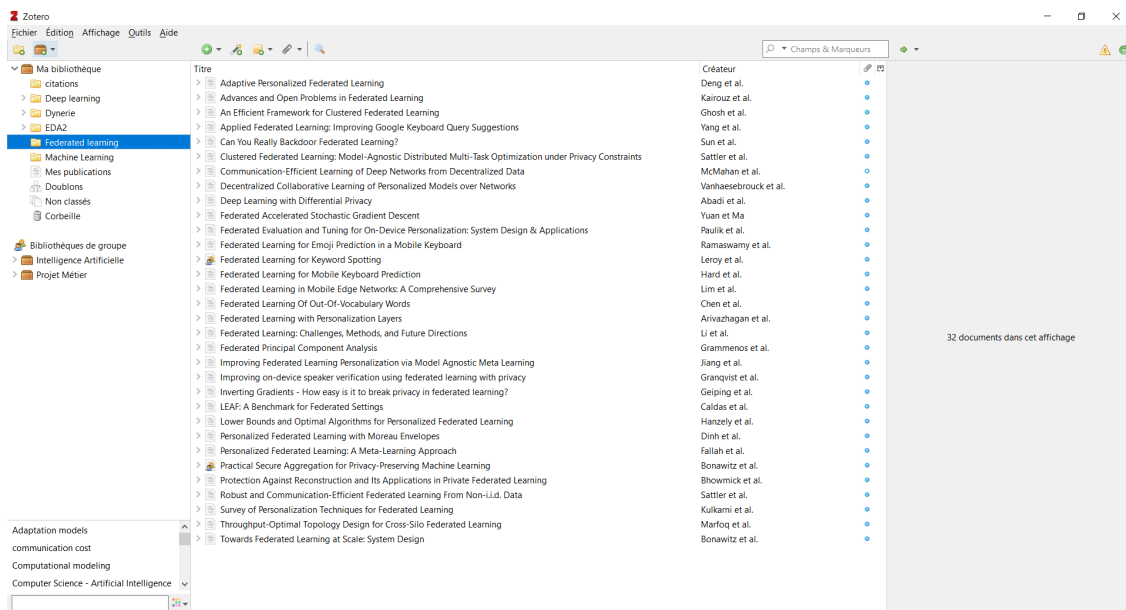 Zotero
Fichier Édition Affichage Outils Aide
Champs & Marqueurs
Ma bibliothèque
citations
Deep learning
Dynerie
EDA2
Federated learning
Machine Learning
Mes publications
Doublons
Non classés
Corbeille
Bibliothèques de groupe
Intelligence Artificielle
Projet Métier
Adaptation models
communication cost
Computational modeling
Computer Science - Artificial Intelligence
Titre Créateur
Adaptive Personalized Federated Learning Deng et al.
Advances and Open Problems in Federated Learning Kairouz et al.
An Efficient Framework for Clustered Federated Learning Ghosh et al.
Applied Federated Learning: Improving Google Keyboard Query Suggestions Yang et al.
Can You Really Backdoor Federated Learning? Sun et al.
Clustered Federated Learning: Model-Agnostic Distributed Multi-Task Optimization under Privacy Constraints Sattler et al.
Communication-Efficient Learning of Deep Networks from Decentralized Data McMahan et al.
Decentralized Collaborative Learning of Personalized Models over Networks Vanhaesebrouck et al.
Deep Learning with Differential Privacy Abadi et al.
Federated Accelerated Stochastic Gradient Descent Yuan et Ma
Federated Evaluation and Tuning for On-Device Personalization: System Design & Applications Paulik et al.
Federated Learning for Emoji Prediction in a Mobile Keyboard Ramaswamy et al.
Federated Learning for Keyword Spotting Leroy et al.
Federated Learning for Mobile Keyboard Prediction Hard et al.
Federated Learning in Mobile Edge Networks: A Comprehensive Survey Lim et al.
Federated Learning Of Out-Of-Vocabulary Words Chen et al.
Federated Learning with Personalization Layers Arivazhagan et al.
Federated Learning: Challenges, Methods, and Future Directions Li et al.
Federated Principal Component Analysis Grammenos et al.
Improving Federated Learning Personalization via Model Agnostic Meta Learning Jiang et al.
Improving on-device speaker verification using federated learning with privacy Granqvist et al.
Inverting Gradients - How easy is it to break privacy in federated learning? Geiping et al.
LEAF: A Benchmark for Federated Settings Caldas et al.
Lower Bounds and Optimal Algorithms for Personalized Federated Learning Hanzely et al.
Personalized Federated Learning with Moreau Envelopes Dinh et al.
Personalized Federated Learning: A Meta-Learning Approach Fallah et al.
Practical Secure Aggregation for Privacy-Preserving Machine Learning Bonawitz et al.
Protection Against Reconstruction and Its Applications in Private Federated Learning Bhowmick et al.
Robust and Communication-Efficient Federated Learning From Non-i.i.d. Data Sattler et al.
Survey of Personalization Techniques for Federated Learning Kulkarni et al.
Throughput-Optimal Topology Design for Cross-Silo Federated Learning Marfoq et al.
Towards Federated Learning at Scale: System Design Bonawitz et al.
32 documents dans cet affichage